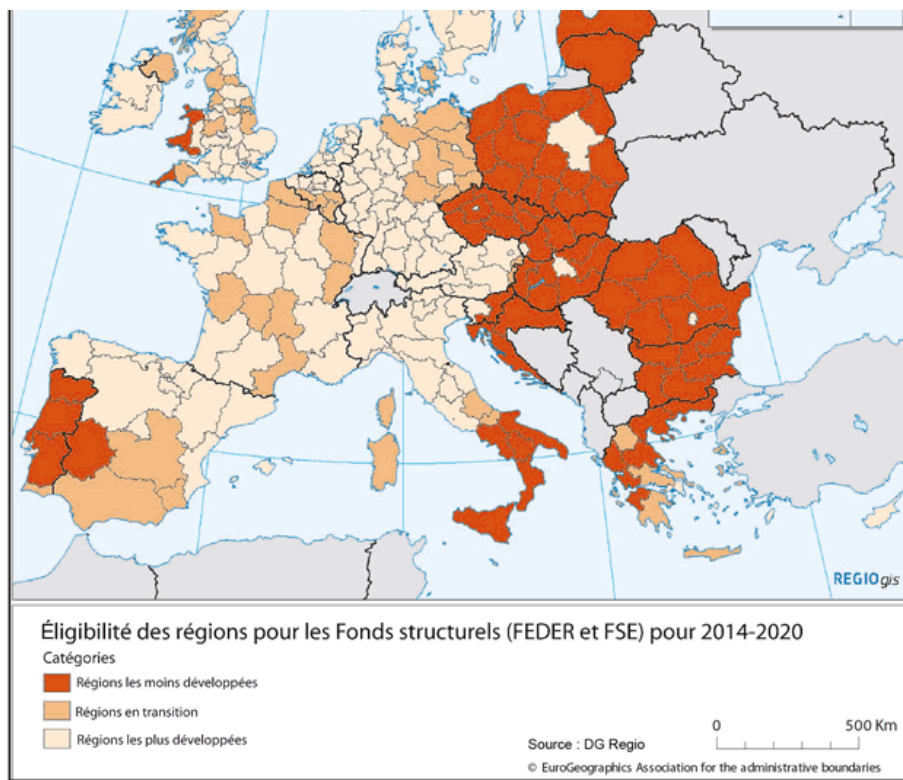 REGIOgis
Éligibilité des régions pour les Fonds structurels (FEDER et FSE) pour 2014-2020
Catégories
Régions les moins développées
Régions en transition
Régions les plus développées
0 500 Km
Source : DG Regio
© EuroGeographics Association for the administrative boundaries